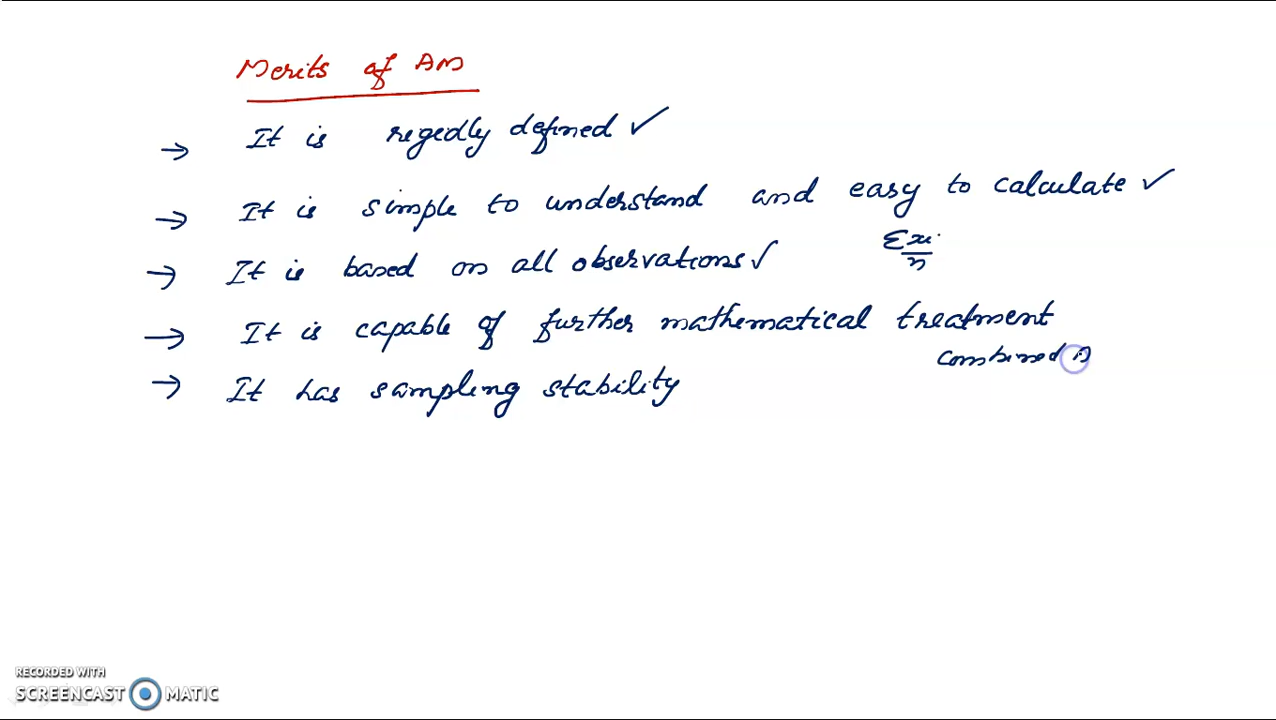 Merits of AM
→ It is regedly defined ✓
→ It is simple to understand and easy to calculate ✓
Σxi/n
→ It is based on all observations ✓
→ It is capable of further mathematical treatment
combined A
→ It has sampling stability
RECORDED WITH
SCREENCAST MATIC